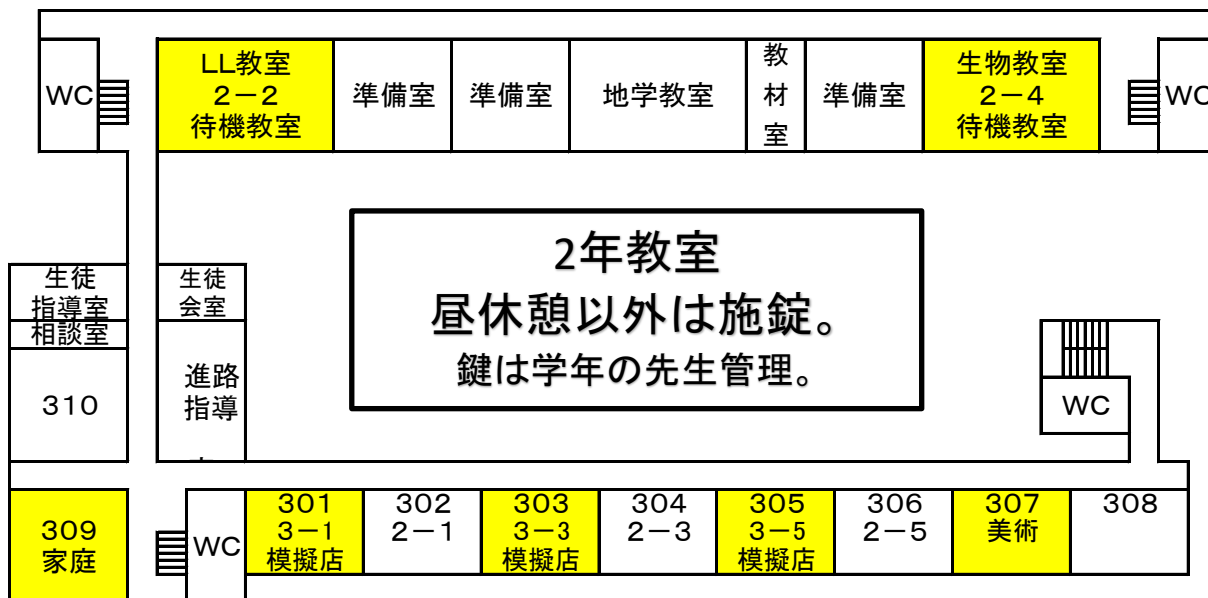 WC
LL教室
2－2
待機教室
準備室
準備室
地学教室
教
材
室
準備室
生物教室
2－4
待機教室
WC
2年教室
昼休憩以外は施錠。
鍵は学年の先生管理。
生徒
指導室
相談室
310
生徒
会室
進路
指導
WC
309
家庭
WC
301
3－1
模擬店
302
2－1
303
3－3
模擬店
304
2－3
305
3－5
模擬店
306
2－5
307
美術
308